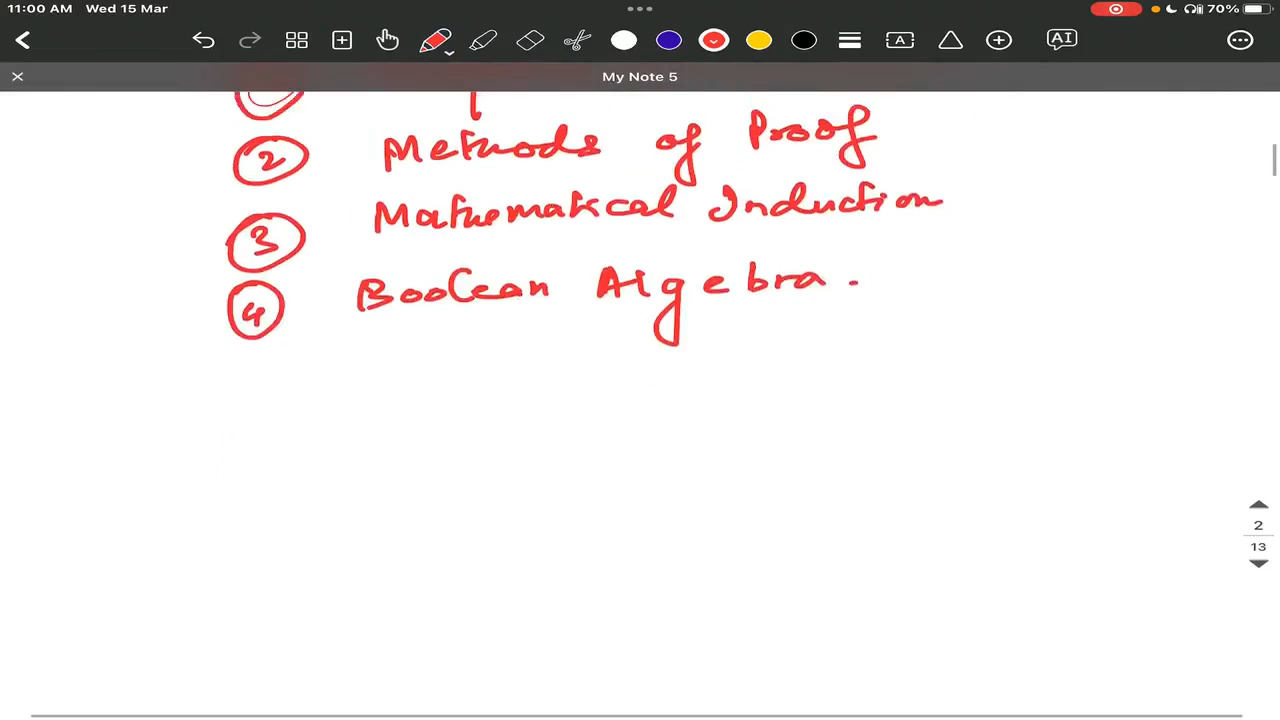 11:00 AM Wed 15 Mar
70%
AI
My Note 5
2 Methods of Proof
3 Mathematical Induction
4 Boolean Algebra.
2
13